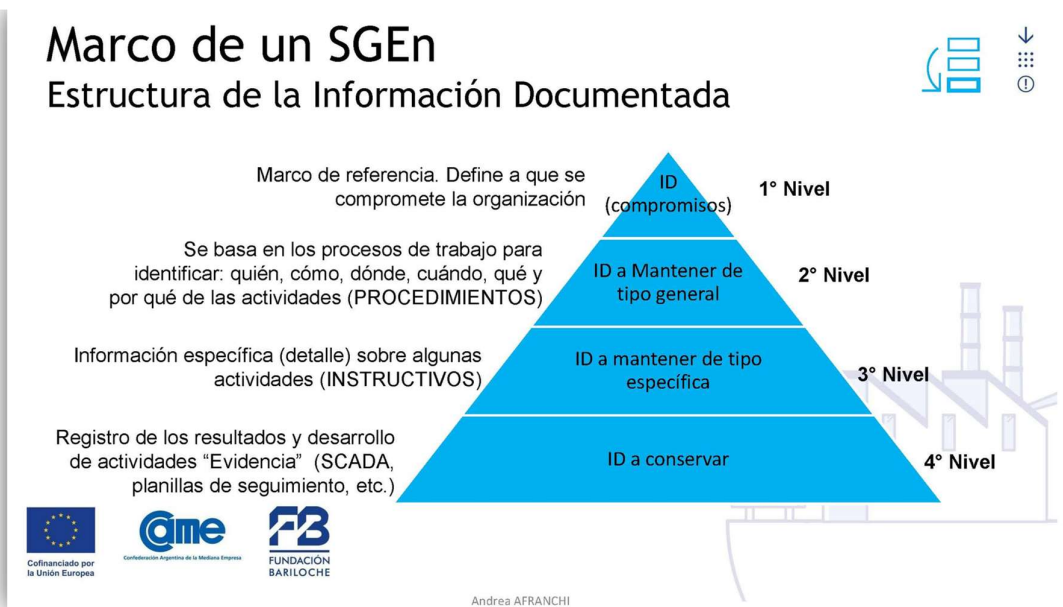 Marco de un SGEn
Estructura de la Información Documentada
Marco de referencia. Define a que se
compromete la organización
ID
(compromisos)
1° Nivel
Se basa en los procesos de trabajo para
identificar: quién, cómo, dónde, cuándo, qué y
por qué de las actividades (PROCEDIMIENTOS)
ID a Mantener de
tipo general
2° Nivel
Información específica (detalle) sobre algunas
actividades (INSTRUCTIVOS)
ID a mantener de tipo
específica
3° Nivel
Registro de los resultados y desarrollo
de actividades “Evidencia” (SCADA,
planillas de seguimiento, etc.)
ID a conservar
4° Nivel
Cofinanciado por
la Unión Europea
Came
Confederación Argentina de la Mediana Empresa
FB
FUNDACIÓN
BARILOCHE
Andrea AFRANCHI